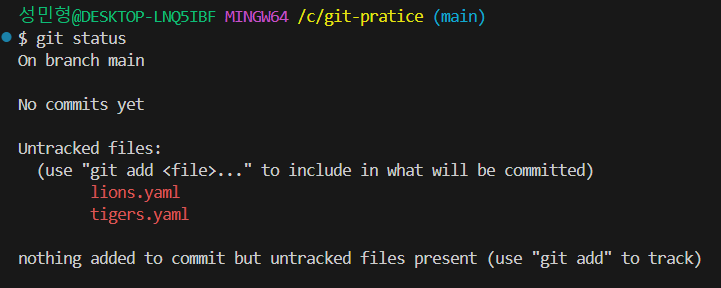 성민형@DESKTOP-LNQ5IBF MINGW64 /c/git-pratice (main)
$ git status
On branch main
No commits yet
Untracked files:
(use "git add <file>..." to include in what will be committed)
lions.yaml
tigers.yaml
nothing added to commit but untracked files present (use "git add" to track)